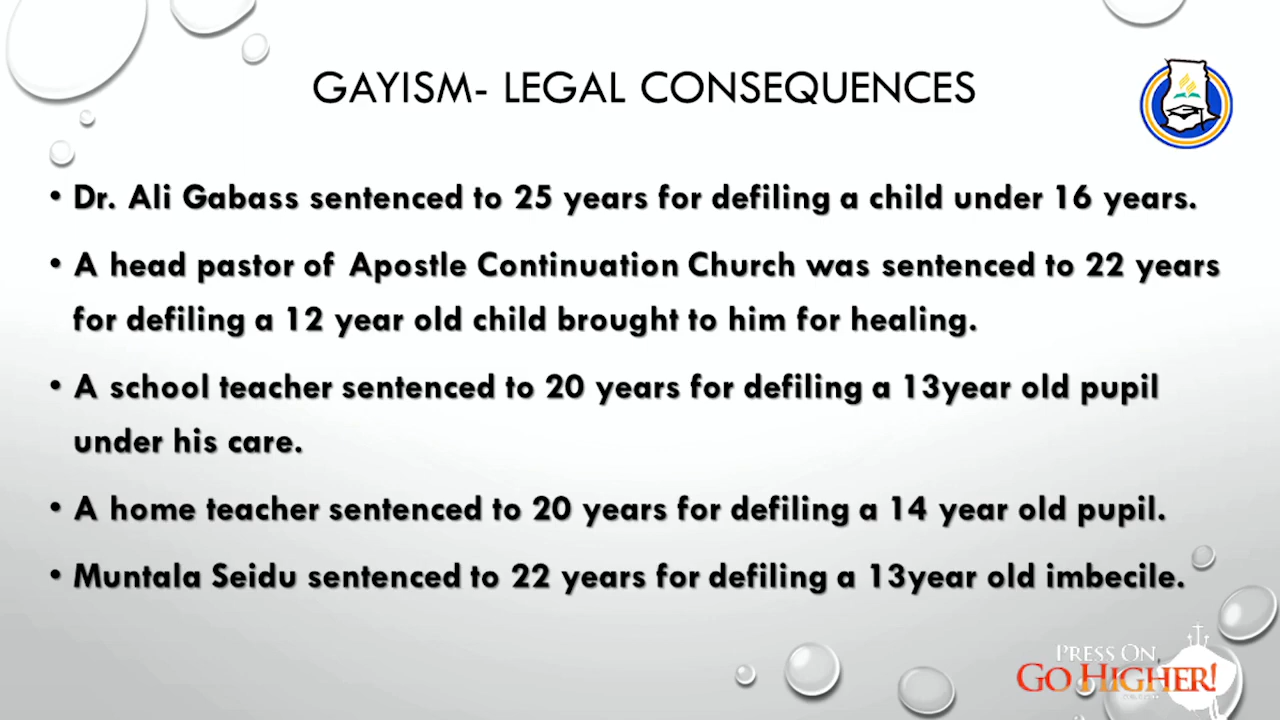 GAYISM- LEGAL CONSEQUENCES
• Dr. Ali Gabass sentenced to 25 years for defiling a child under 16 years.
• A head pastor of Apostle Continuation Church was sentenced to 22 years
for defiling a 12 year old child brought to him for healing.
• A school teacher sentenced to 20 years for defiling a 13year old pupil
under his care.
• A home teacher sentenced to 20 years for defiling a 14 year old pupil.
• Muntala Seidu sentenced to 22 years for defiling a 13year old imbecile.
PRESS ON,
GO HIGHER!